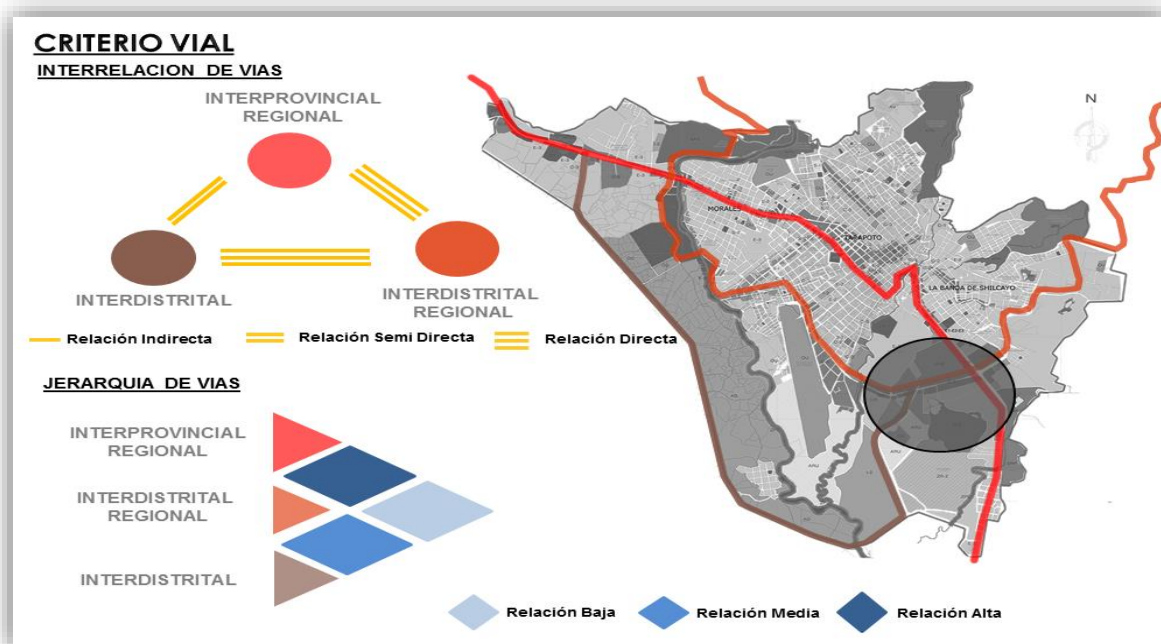 CRITERIO VIAL
INTERRELACION DE VIAS
INTERPROVINCIAL
REGIONAL
INTERDISTRITAL
INTERDISTRITAL
REGIONAL
Relación Indirecta
Relación Semi Directa
Relación Directa
JERARQUIA DE VIAS
INTERPROVINCIAL
REGIONAL
INTERDISTRITAL
REGIONAL
INTERDISTRITAL
Relación Baja
Relación Media
Relación Alta
N
MORALES
TARAPOTO
LA BANDA DE SHILCAYO